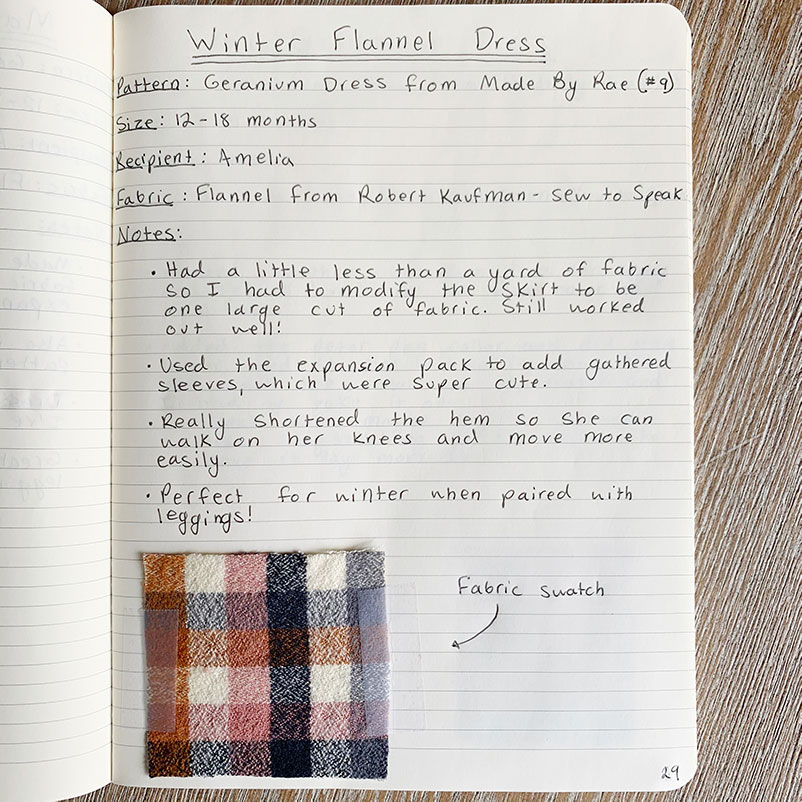 Winter Flannel Dress
Pattern: Geranium Dress from Made By Rae (#9)
Size: 12-18 months
Recipient: Amelia
Fabric: Flannel from Robert Kaufman - Sew to Speak
Notes:
• Had a little less than a yard of fabric
so I had to modify the skirt to be
one large cut of fabric. Still worked
out well!
• Used the expansion pack to add gathered
sleeves, which were super cute.
• Really shortened the hem so she can
walk on her knees and move more
easily.
• Perfect for winter when paired with
leggings!
Fabric swatch
29